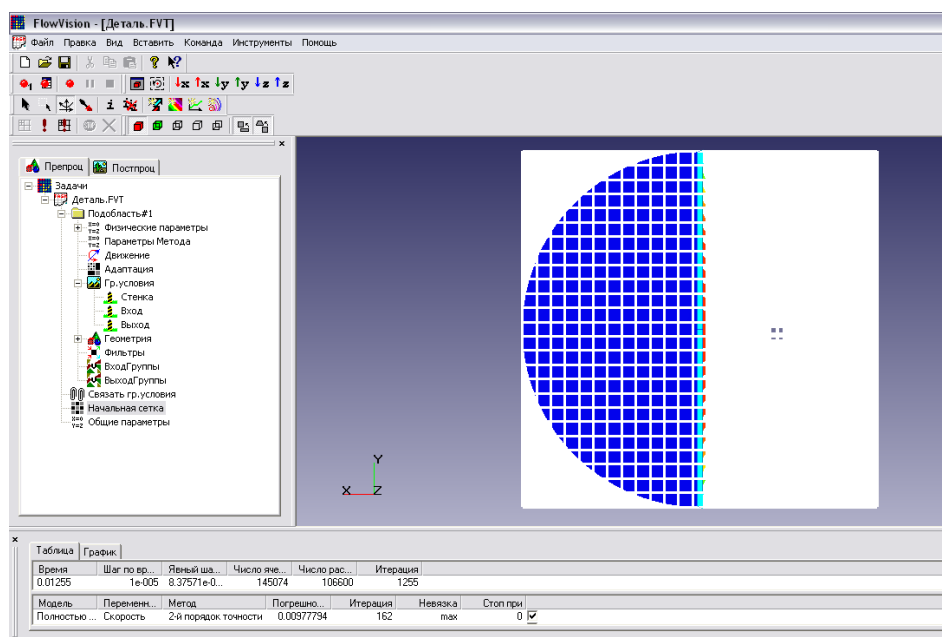 FlowVision - [Деталь.FVT]
Файл Правка Вид Вставить Команда Инструменты Помощь
x x y y z z
Препроц Постпроц
Задачи
Деталь.FVT
Подобласть#1
Физические параметры
Параметры Метода
Движение
Адаптация
Гр.условия
Стенка
Вход
Выход
Геометрия
Фильтры
ВходГруппы
ВыходГруппы
Связать гр.условия
Начальная сетка
Общие параметры
Y
X Z
Таблица График
Время Шаг по вр... Явный ша... Число яче... Число рас... Итерация
0.01255 1e-005 8.37571e-0... 145074 106600 1255
Модель Переменн... Метод Погрешно... Итерация Невязка Стоп при
Полностью ... Скорость 2-й порядок точности 0.00977794 162 max 0